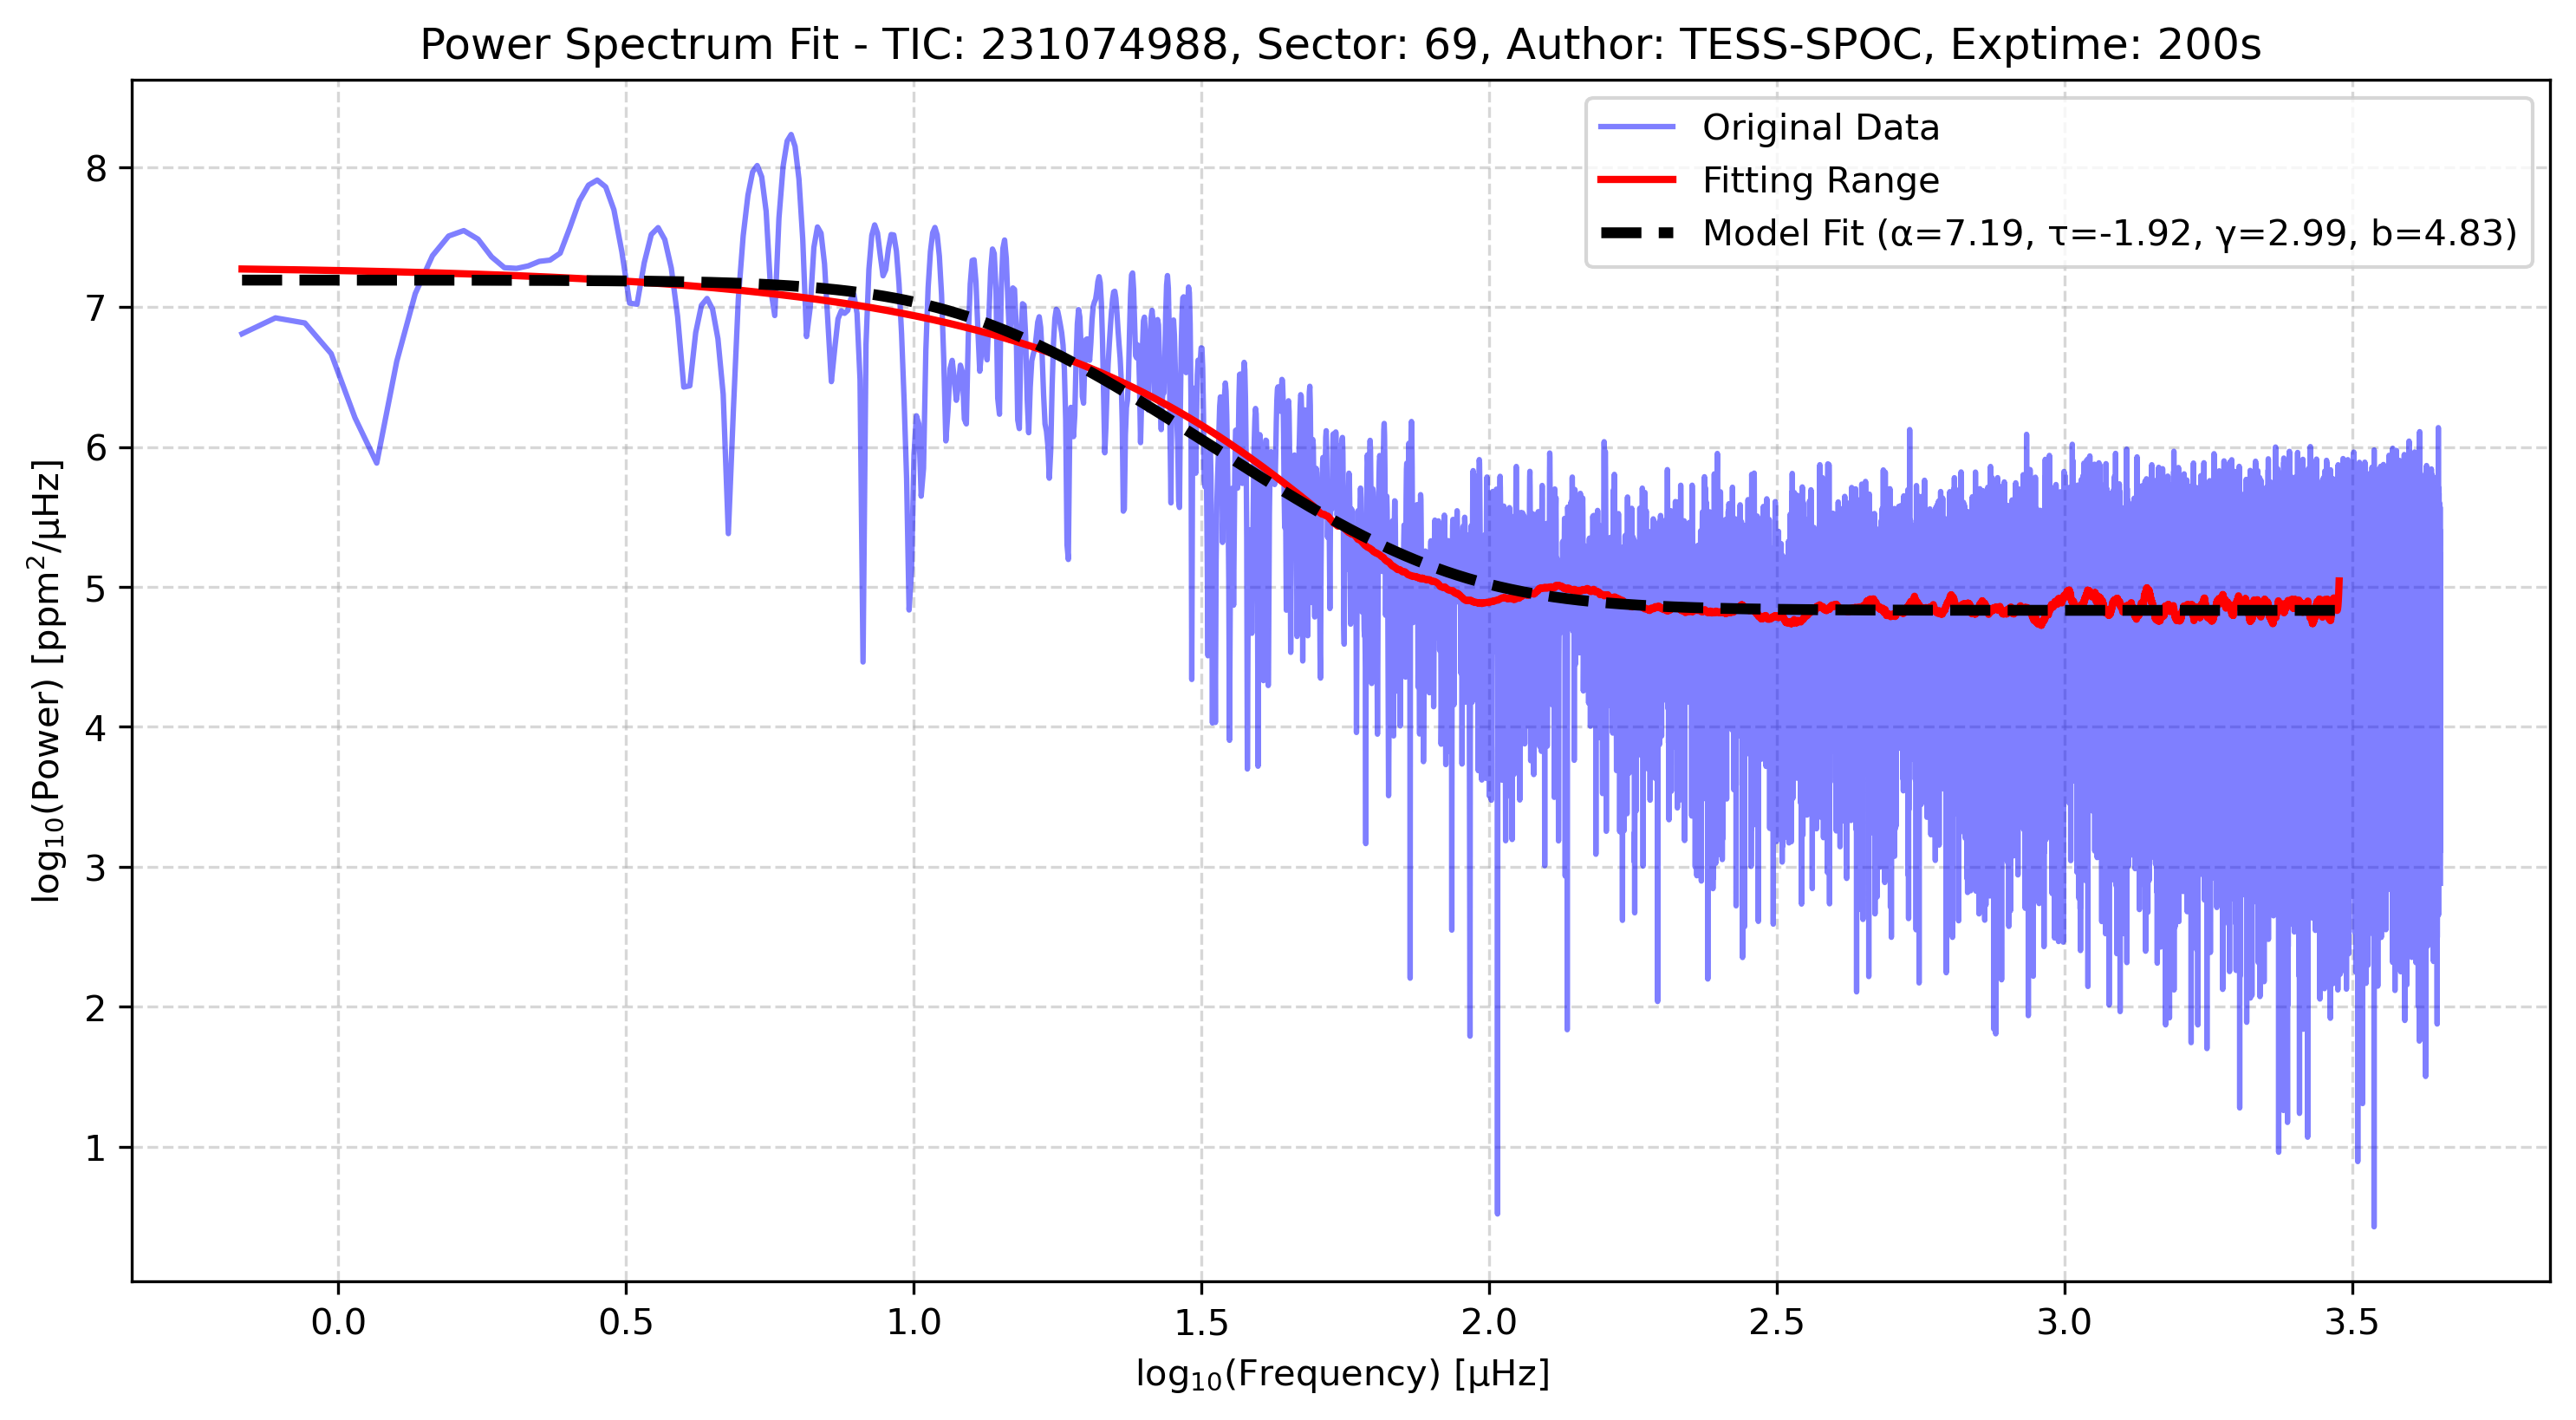 Power Spectrum Fit - TIC: 231074988, Sector: 69, Author: TESS-SPOC, Exptime: 200s
Original Data
Fitting Range
Model Fit (α=7.19, τ=-1.92, γ=2.99, b=4.83)
log₁₀(Power) [ppm²/μHz]
8
7
6
5
4
3
2
1
0.0 0.5 1.0 1.5 2.0 2.5 3.0 3.5
log₁₀(Frequency) [μHz]